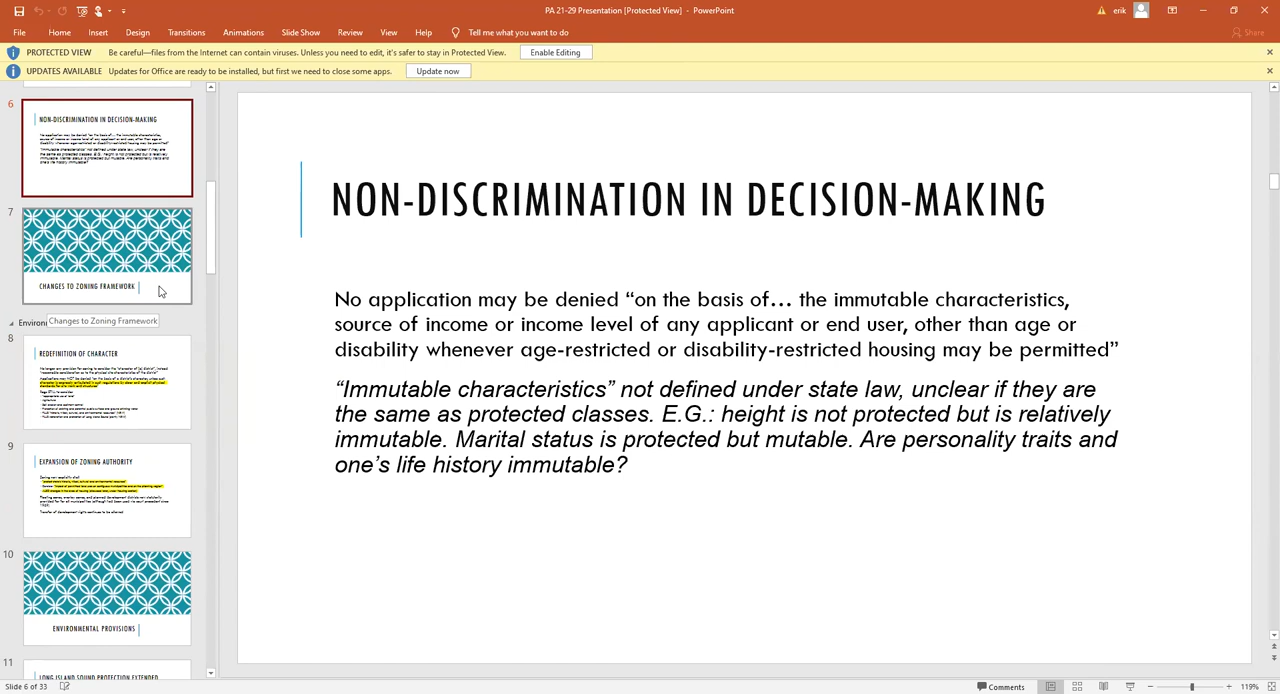 PA 21-29 Presentation [Protected View] - PowerPoint
erik
File Home Insert Design Transitions Animations Slide Show Review View Help Tell me what you want to do
Share
PROTECTED VIEW Be careful—files from the Internet can contain viruses. Unless you need to edit, it's safer to stay in Protected View. Enable Editing
UPDATES AVAILABLE Updates for Office are ready to be installed, but first we need to close some apps. Update now
6
NON-DISCRIMINATION IN DECISION-MAKING
7
CHANGES TO ZONING FRAMEWORK
Environ
Changes to Zoning Framework
8
REDEFINITION OF CHARACTER
9
EXPANSION OF ZONING AUTHORITY
10
ENVIRONMENTAL PROVISIONS
11
LONG ISLAND SOUND PROTECTION EXTENDED
NON-DISCRIMINATION IN DECISION-MAKING
No application may be denied “on the basis of… the immutable characteristics,
source of income or income level of any applicant or end user, other than age or
disability whenever age-restricted or disability-restricted housing may be permitted”
“Immutable characteristics” not defined under state law, unclear if they are
the same as protected classes. E.G.: height is not protected but is relatively
immutable. Marital status is protected but mutable. Are personality traits and
one’s life history immutable?
Slide 6 of 33
Comments
119%